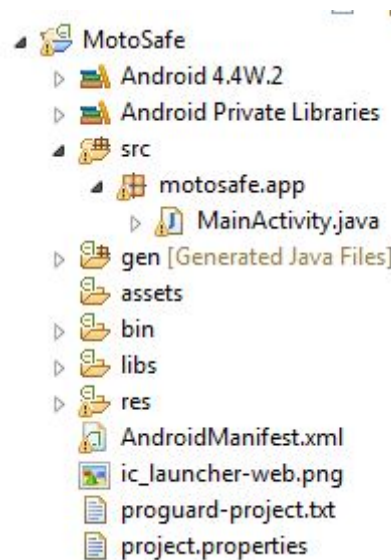 MotoSafe
Android 4.4W.2
Android Private Libraries
src
motosafe.app
MainActivity.java
gen [Generated Java Files]
assets
bin
libs
res
AndroidManifest.xml
ic_launcher-web.png
proguard-project.txt
project.properties